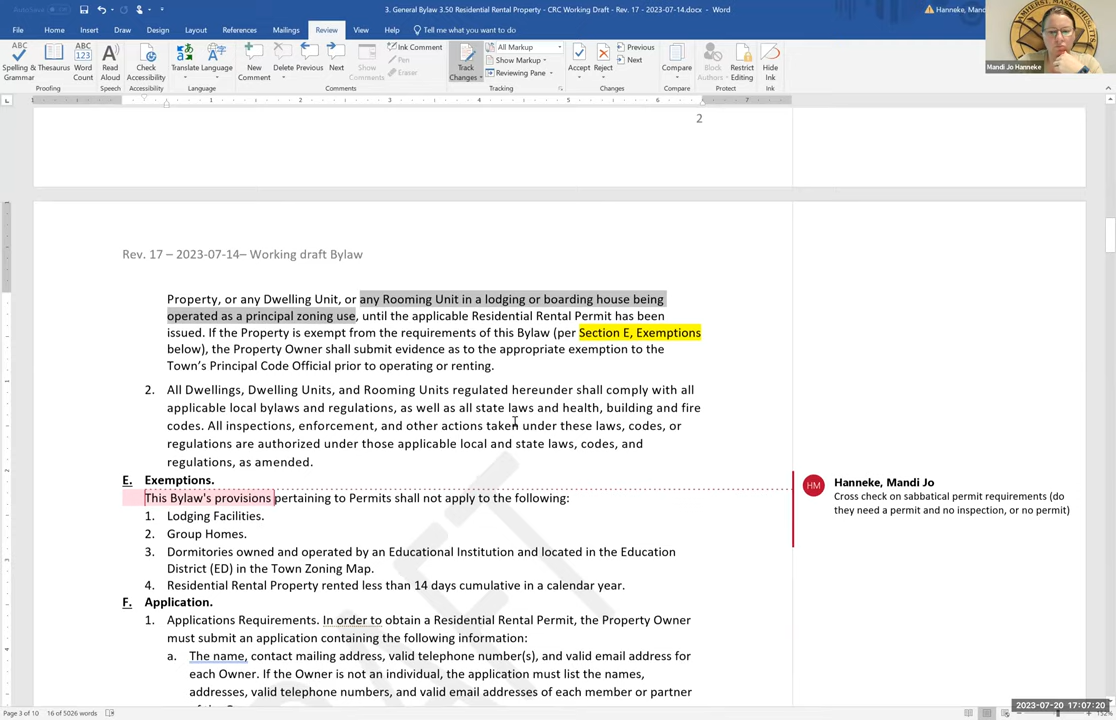 AutoSave
3. General Bylaw 3.50 Residential Rental Property - CRC Working Draft - Rev. 17 - 2023-07-14.docx - Word
Hanneke, Mand
File Home Insert Draw Design Layout References Mailings Review View Help Tell me what you want to do
Spelling & Grammar
Thesaurus
Word Count
Read Aloud
Check Accessibility
Translate
Language
New Comment
Delete
Previous
Next
Show Comments
Ink Comment
Pen
Eraser
Track Changes
All Markup
Show Markup
Reviewing Pane
Accept
Reject
Previous
Next
Compare
Block Authors
Restrict Editing
Hide Ink
Proofing Speech Accessibility Language Comments Tracking Changes Compare Protect Ink
Mandi Jo Hanneke
2
Rev. 17 – 2023-07-14– Working draft Bylaw
Property, or any Dwelling Unit, or any Rooming Unit in a lodging or boarding house being
operated as a principal zoning use, until the applicable Residential Rental Permit has been
issued. If the Property is exempt from the requirements of this Bylaw (per Section E, Exemptions
below), the Property Owner shall submit evidence as to the appropriate exemption to the
Town's Principal Code Official prior to operating or renting.
2. All Dwellings, Dwelling Units, and Rooming Units regulated hereunder shall comply with all
applicable local bylaws and regulations, as well as all state laws and health, building and fire
codes. All inspections, enforcement, and other actions taken under these laws, codes, or
regulations are authorized under those applicable local and state laws, codes, and
regulations, as amended.
E. Exemptions.
This Bylaw's provisions pertaining to Permits shall not apply to the following:
1. Lodging Facilities.
2. Group Homes.
3. Dormitories owned and operated by an Educational Institution and located in the Education
District (ED) in the Town Zoning Map.
4. Residential Rental Property rented less than 14 days cumulative in a calendar year.
F. Application.
1. Applications Requirements. In order to obtain a Residential Rental Permit, the Property Owner
must submit an application containing the following information:
a. The name, contact mailing address, valid telephone number(s), and valid email address for
each Owner. If the Owner is not an individual, the application must list the names,
addresses, valid telephone numbers, and valid email addresses of each member or partner
HM
Hanneke, Mandi Jo
Cross check on sabbatical permit requirements (do
they need a permit and no inspection, or no permit)
DRAFT
Page 3 of 10 16 of 5026 words
2023-07-20 17:07:20